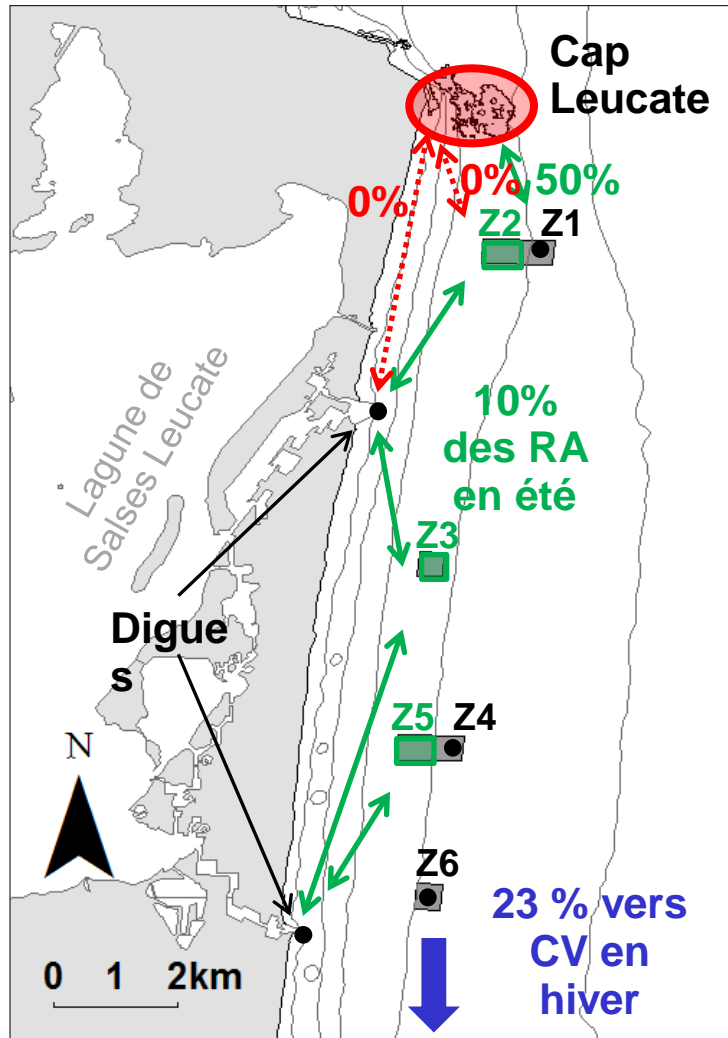 Cap
Leucate
0%
0%
50%
Z2
Z1
Lagune de
Salses Leucate
10%
des RA
en été
Z3
Digue
s
Z5
Z4
N
Z6
23 % vers
CV en
hiver
0 1 2km